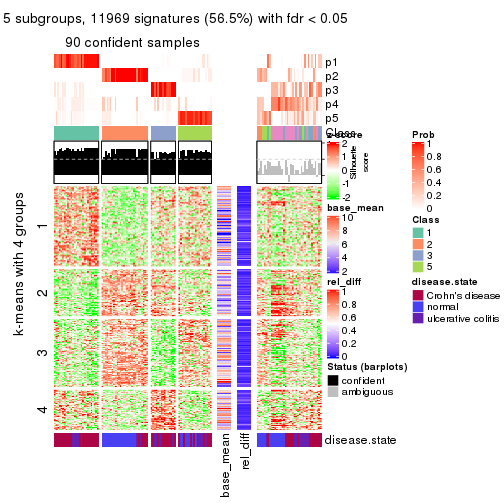 5 subgroups, 11969 signatures (56.5%) with fdr < 0.05
90 confident samples
p1
p2
p3
p4
p5
Class
z-score
2
1
0
-1
-2
Silhouette
score
Prob
1
0.8
0.6
0.4
0.2
0
k-means with 4 groups
1
2
3
4
base_mean
10
8
6
4
2
Class
1
2
3
5
rel_diff
1
0.8
0.6
0.4
0.2
0
disease.state
Crohn's disease
normal
ulcerative colitis
Status (barplots)
confident
ambiguous
disease.state
base_mean
rel_diff